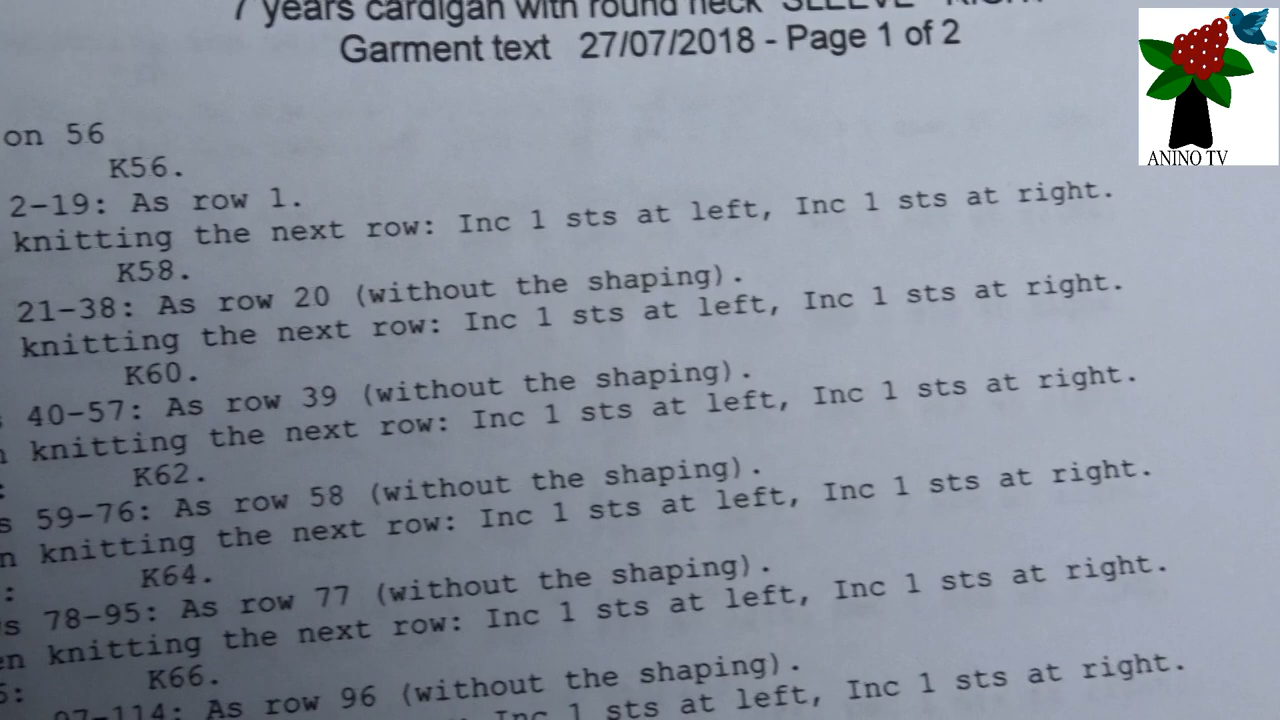 7 years cardigan with round neck SLEEVE RIGHT
Garment text 27/07/2018 - Page 1 of 2
on 56
K56.
2-19: As row 1.
knitting the next row: Inc 1 sts at left, Inc 1 sts at right.
K58.
21-38: As row 20 (without the shaping).
knitting the next row: Inc 1 sts at left, Inc 1 sts at right.
K60.
40-57: As row 39 (without the shaping).
knitting the next row: Inc 1 sts at left, Inc 1 sts at right.
:
K62.
s 59-76: As row 58 (without the shaping).
n knitting the next row: Inc 1 sts at left, Inc 1 sts at right.
:
K64.
s 78-95: As row 77 (without the shaping).
en knitting the next row: Inc 1 sts at left, Inc 1 sts at right.
K66.
97-114: As row 96 (without the shaping).
Inc 1 sts at left, Inc 1 sts at right.
ANINO TV